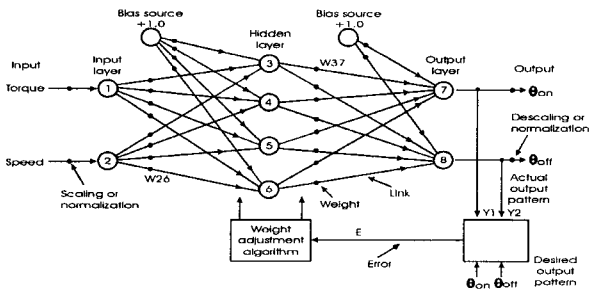 Bias source
+1.0
Bias source
+1.0
Hidden
layer
Input
Input
layer
W37
Output
layer
Output
Torque
1
3
4
5
6
7
θon
Descaling or
normalization
Speed
2
W26
8
θoff
Scaling or
normalization
Weight
Link
Actual
output
pattern
Y1 Y2
Weight
adjustment
algorithm
E
Error
Desired
output
pattern
θon θoff